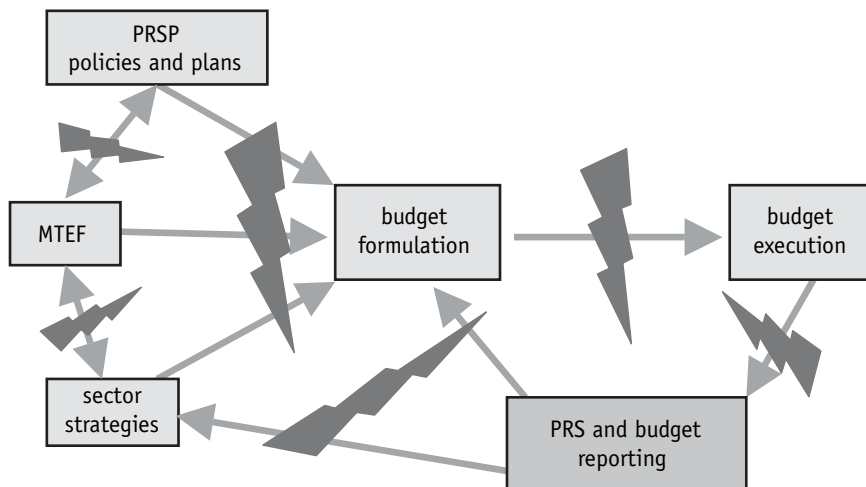 PRSP
policies and plans
MTEF
budget
formulation
budget
execution
sector
strategies
PRS and budget
reporting